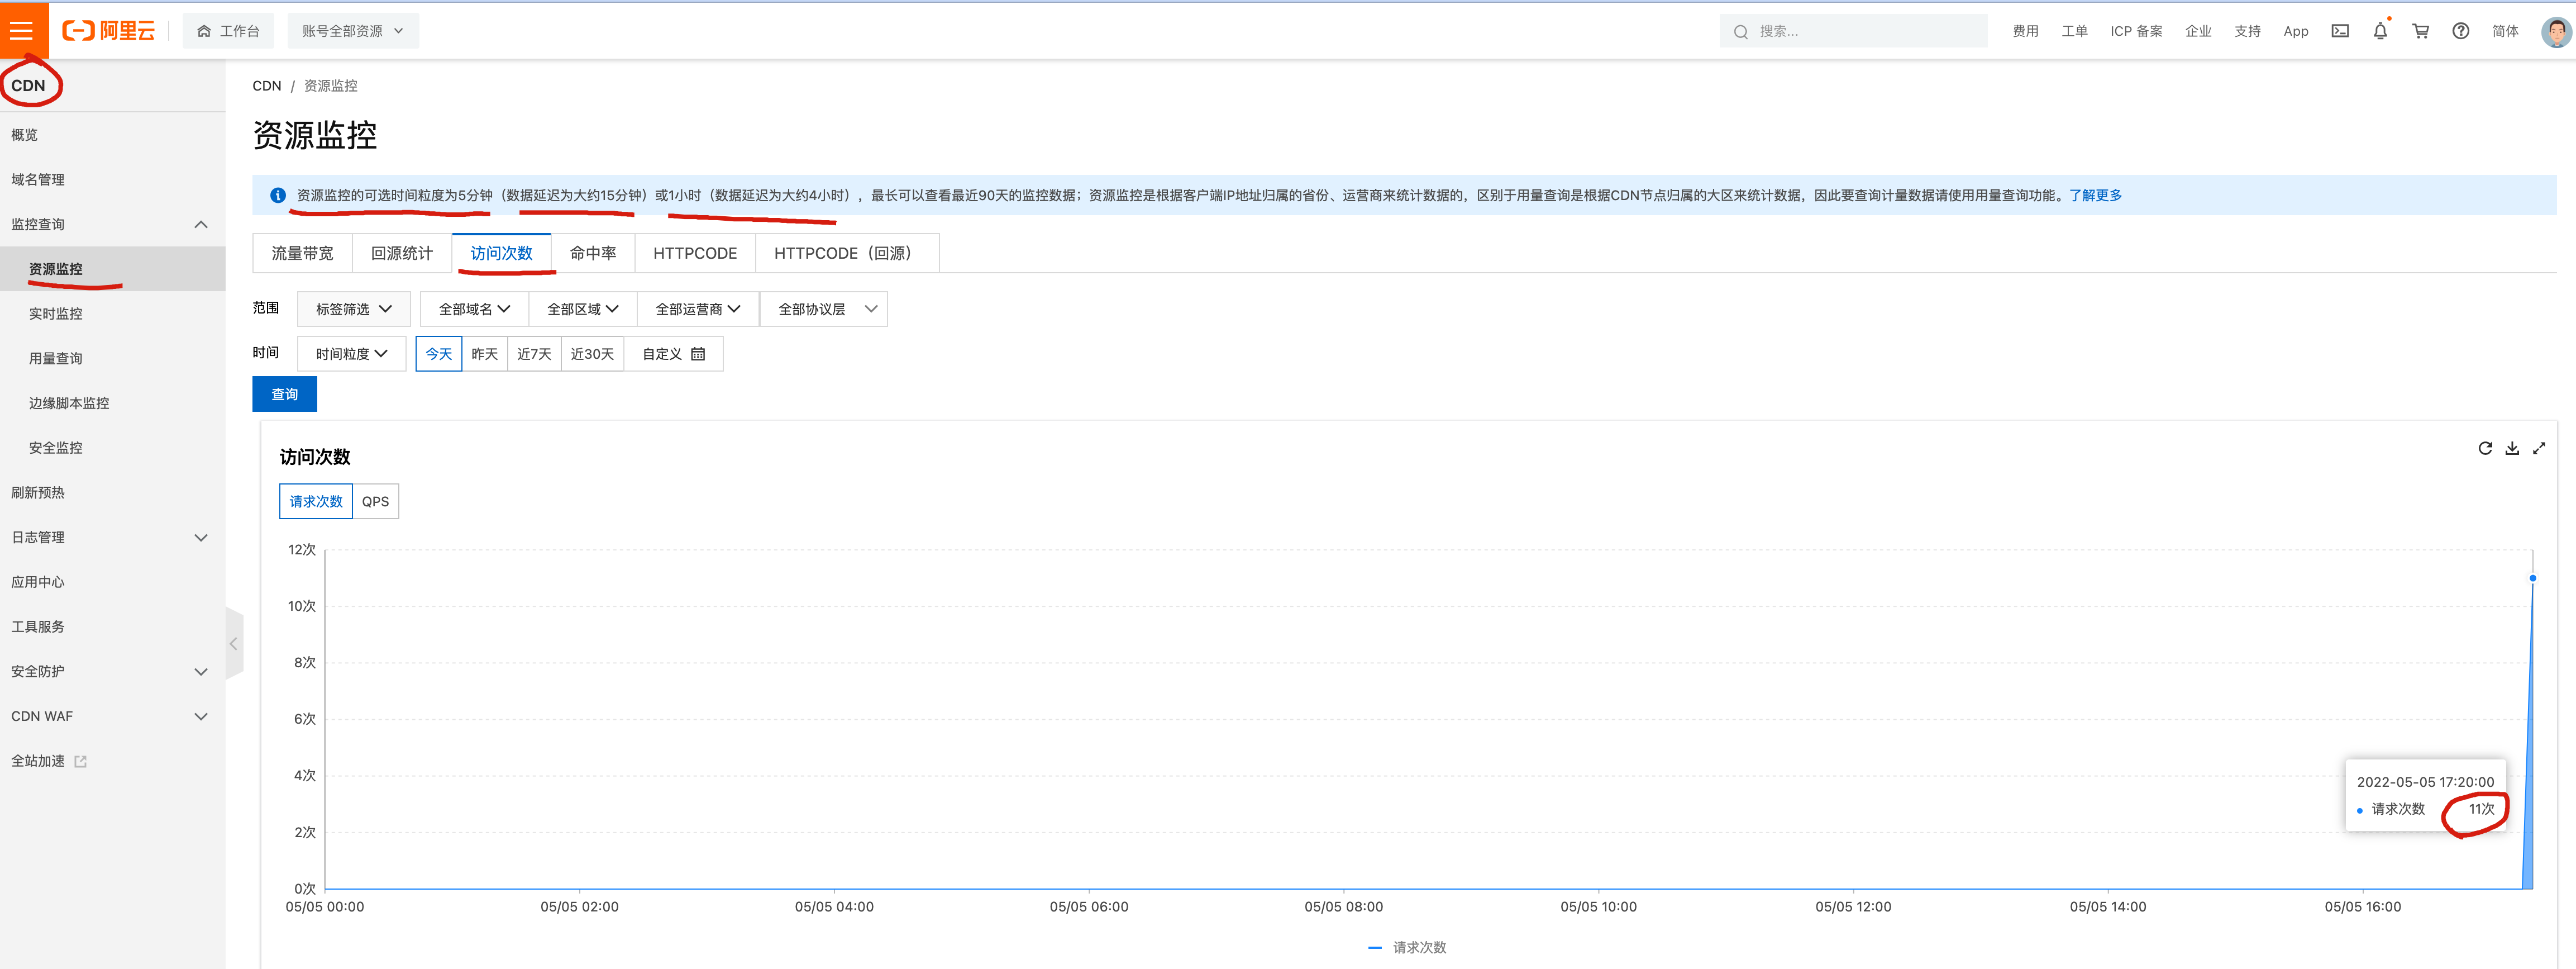 阿里云 工作台 账号全部资源 搜索... 费用 工单 ICP 备案 企业 支持 App 简体
CDN
概览
域名管理
监控查询
资源监控
实时监控
用量查询
边缘脚本监控
安全监控
刷新预热
日志管理
应用中心
工具服务
安全防护
CDN WAF
全站加速
CDN / 资源监控
资源监控
资源监控的可选时间粒度为5分钟（数据延迟为大约15分钟）或1小时（数据延迟为大约4小时），最长可以查看最近90天的监控数据；资源监控是根据客户端IP地址归属的省份、运营商来统计数据的，区别于用量查询是根据CDN节点归属的大区来统计数据，因此要查询计量数据请使用用量查询功能。了解更多
流量带宽 回源统计 访问次数 命中率 HTTPCODE HTTPCODE（回源）
范围 标签筛选 全部域名 全部区域 全部运营商 全部协议层
时间 时间粒度 今天 昨天 近7天 近30天 自定义
查询
访问次数
请求次数 QPS
12次
10次
8次
6次
4次
2次
0次
2022-05-05 17:20:00
请求次数 11次
05/05 00:00 05/05 02:00 05/05 04:00 05/05 06:00 05/05 08:00 05/05 10:00 05/05 12:00 05/05 14:00 05/05 16:00
请求次数